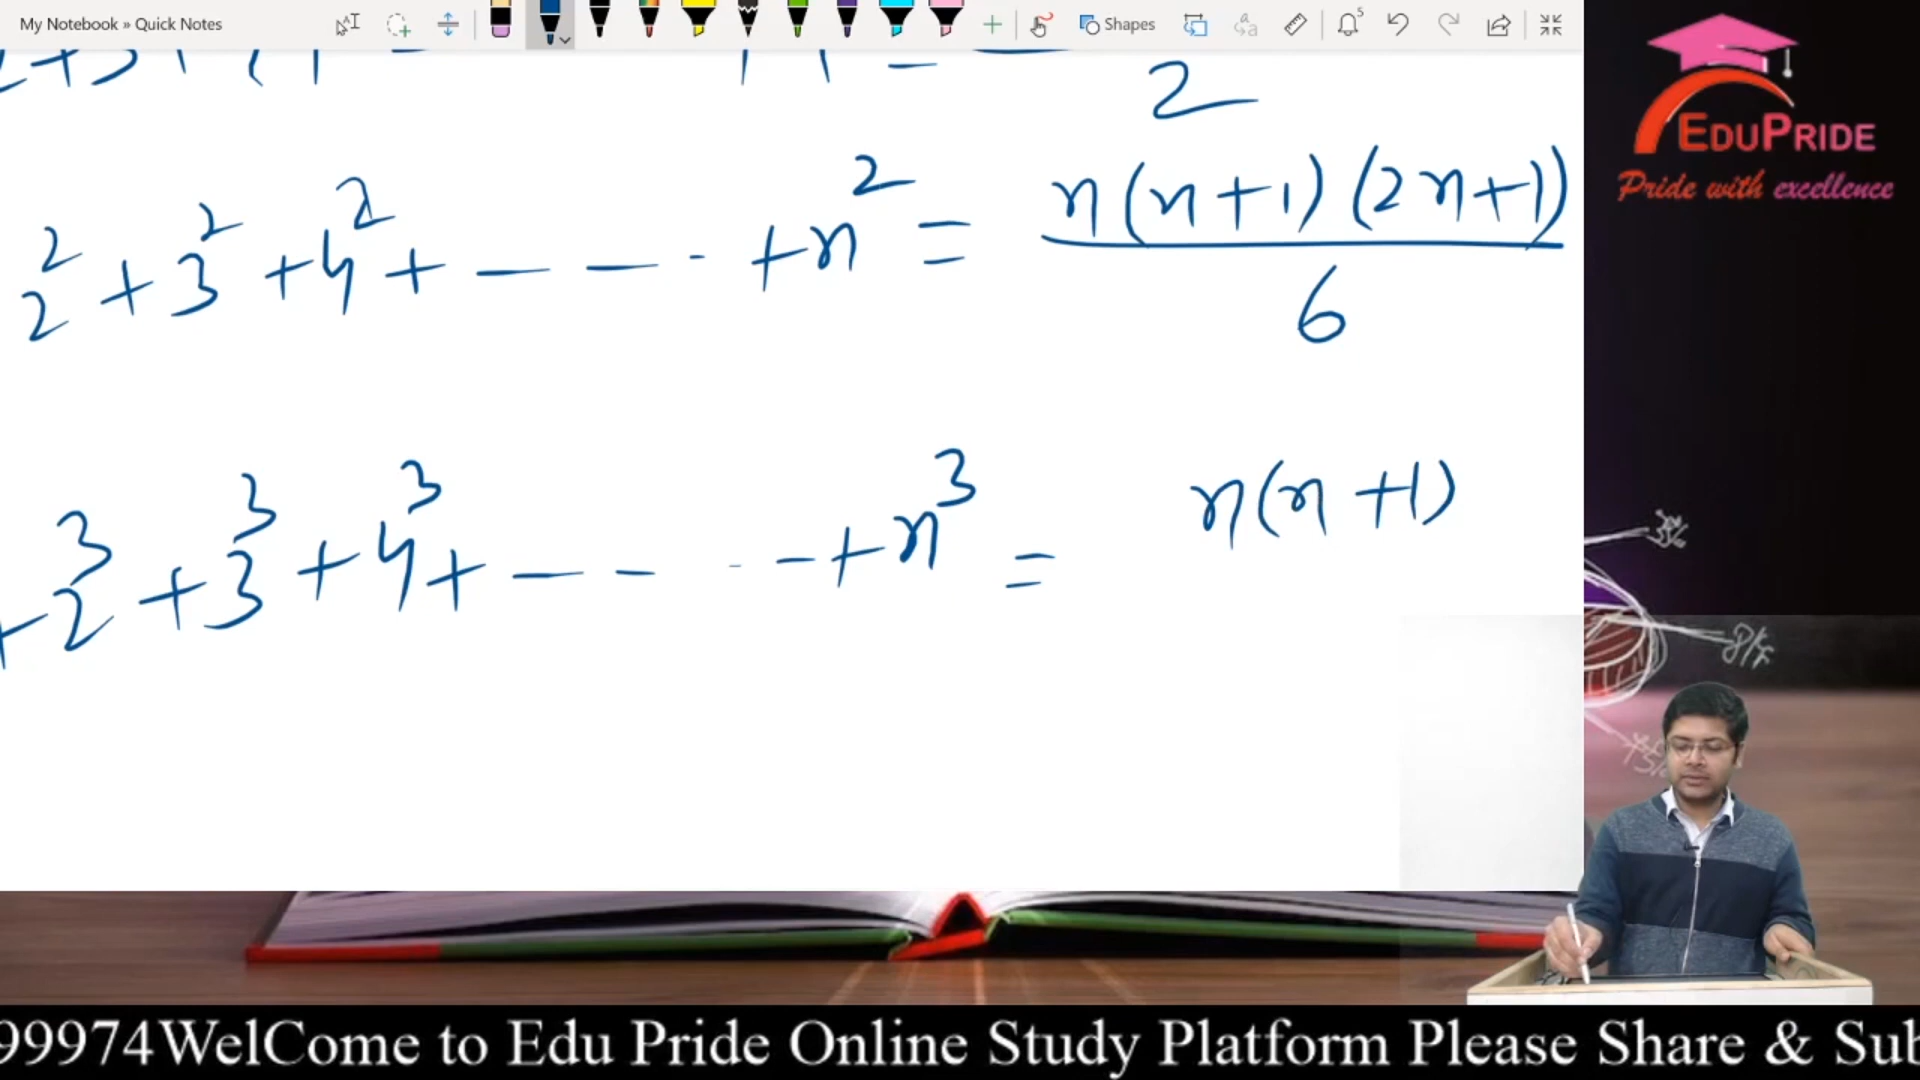 My Notebook » Quick Notes
Shapes
5
2
2² + 3² + 4² + — — - + n² = n(n+1)(2n+1)
6
+ 2³ + 3³ + 4³ + — - - - + n³ = n(n+1)
EDUPRIDE
Pride with excellence
99974WelCome to Edu Pride Online Study Platform Please Share & Sub